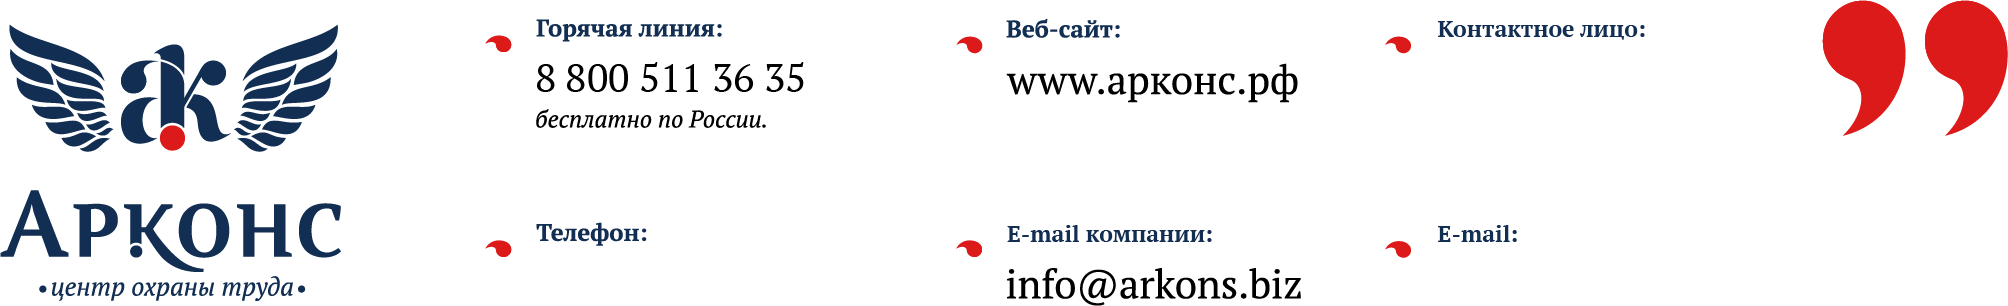 ак
Арконс
•центр охраны труда•
Горячая линия:
8 800 511 36 35
бесплатно по России.
Веб-сайт:
www.арконс.рф
Контактное лицо:
Телефон:
E-mail компании:
info@arkons.biz
E-mail: